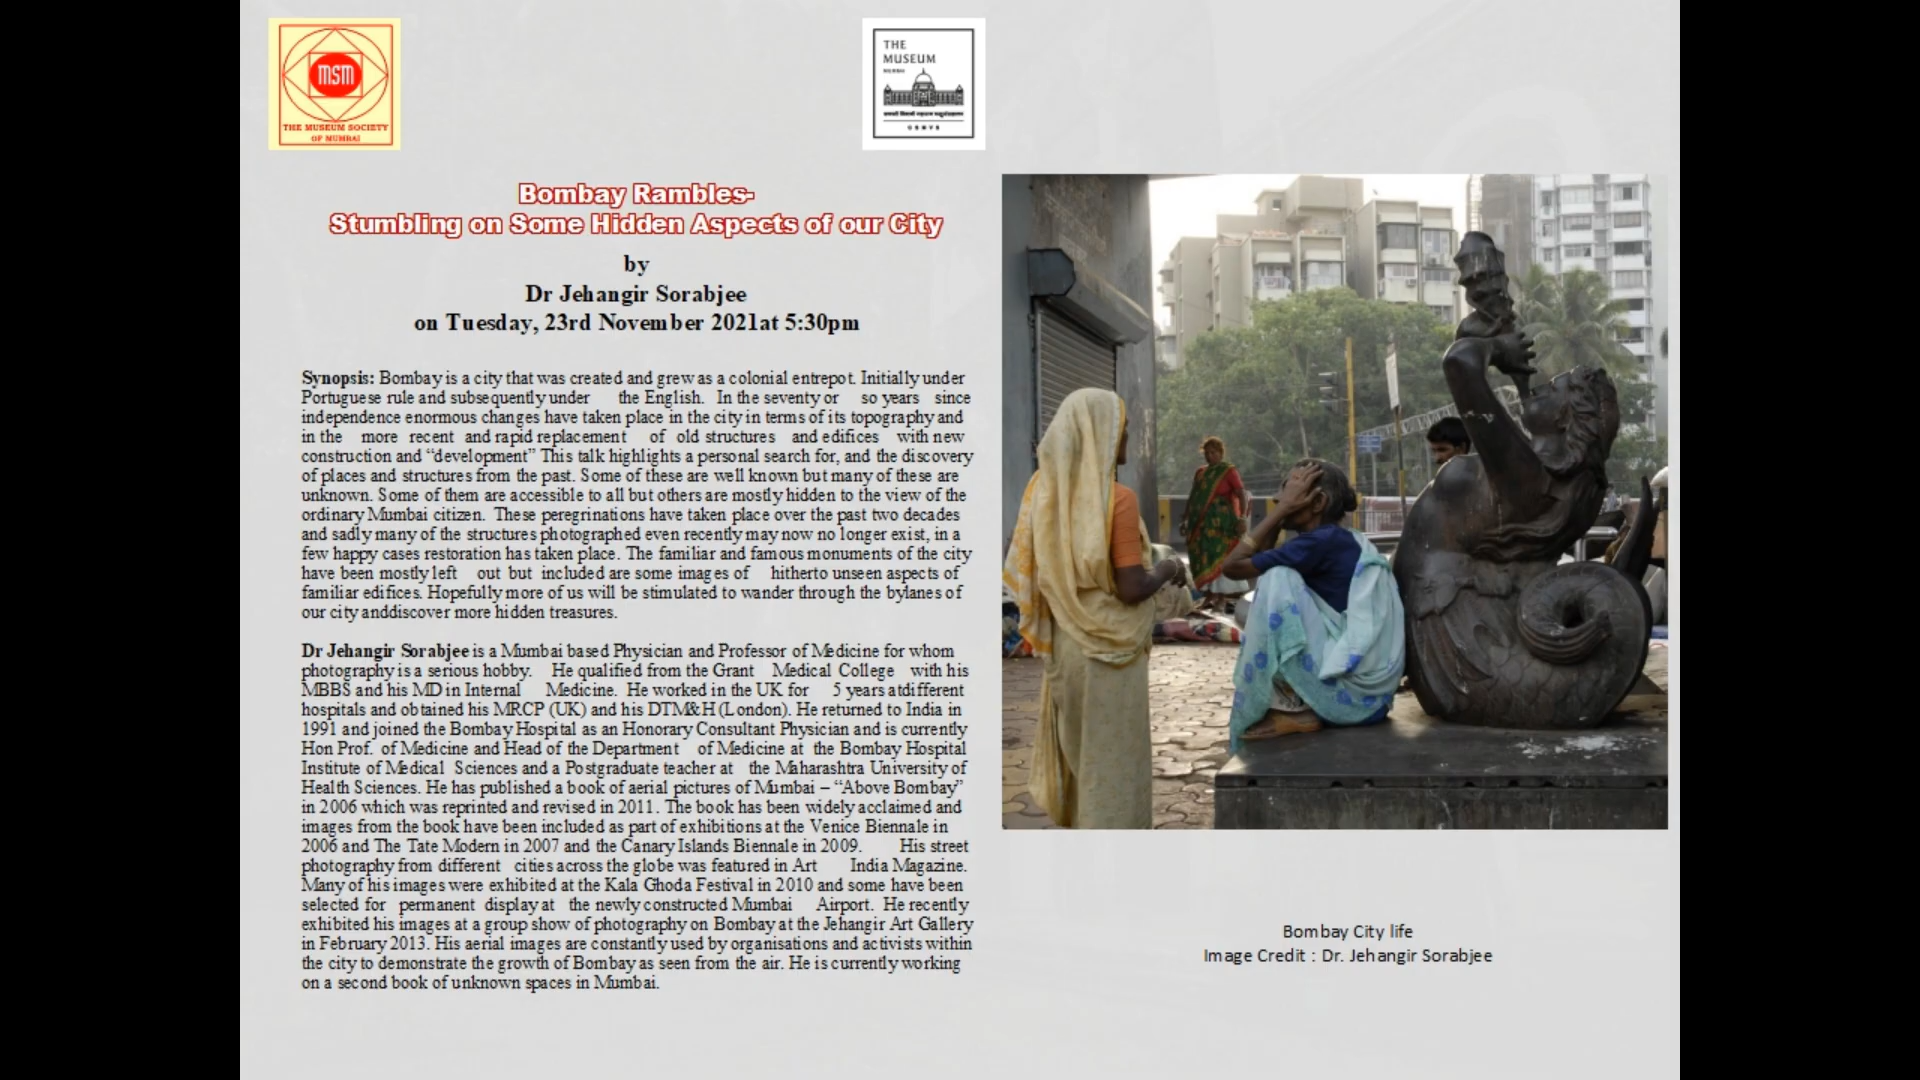 msm
THE MUSEUM SOCIETY
OF MUMBAI
THE
MUSEUM
MUMBAI
CSMVS
Bombay Rambles-
Stumbling on Some Hidden Aspects of our City
by
Dr Jehangir Sorabjee
on Tuesday, 23rd November 2021at 5:30pm
Synopsis: Bombay is a city that was created and grew as a colonial entrepot. Initially under
Portuguese rule and subsequently under the English. In the seventy or so years since
independence enormous changes have taken place in the city in terms of its topography and
in the more recent and rapid replacement of old structures and edifices with new
construction and “development” This talk highlights a personal search for, and the discovery
of places and structures from the past. Some of these are well known but many of these are
unknown. Some of them are accessible to all but others are mostly hidden to the view of the
ordinary Mumbai citizen. These peregrinations have taken place over the past two decades
and sadly many of the structures photographed even recently may now no longer exist, in a
few happy cases restoration has taken place. The familiar and famous monuments of the city
have been mostly left out but included are some images of hitherto unseen aspects of
familiar edifices. Hopefully more of us will be stimulated to wander through the bylanes of
our city anddiscover more hidden treasures.
Dr Jehangir Sorabjee is a Mumbai based Physician and Professor of Medicine for whom
photography is a serious hobby. He qualified from the Grant Medical College with his
MBBS and his MD in Internal Medicine. He worked in the UK for 5 years atdifferent
hospitals and obtained his MRCP (UK) and his DTM&H (London). He returned to India in
1991 and joined the Bombay Hospital as an Honorary Consultant Physician and is currently
Hon Prof. of Medicine and Head of the Department of Medicine at the Bombay Hospital
Institute of Medical Sciences and a Postgraduate teacher at the Maharashtra University of
Health Sciences. He has published a book of aerial pictures of Mumbai – “Above Bombay”
in 2006 which was reprinted and revised in 2011. The book has been widely acclaimed and
images from the book have been included as part of exhibitions at the Venice Biennale in
2006 and The Tate Modern in 2007 and the Canary Islands Biennale in 2009. His street
photography from different cities across the globe was featured in Art India Magazine.
Many of his images were exhibited at the Kala Ghoda Festival in 2010 and some have been
selected for permanent display at the newly constructed Mumbai Airport. He recently
exhibited his images at a group show of photography on Bombay at the Jehangir Art Gallery
in February 2013. His aerial images are constantly used by organisations and activists within
the city to demonstrate the growth of Bombay as seen from the air. He is currently working
on a second book of unknown spaces in Mumbai.
Bombay City life
Image Credit : Dr. Jehangir Sorabjee